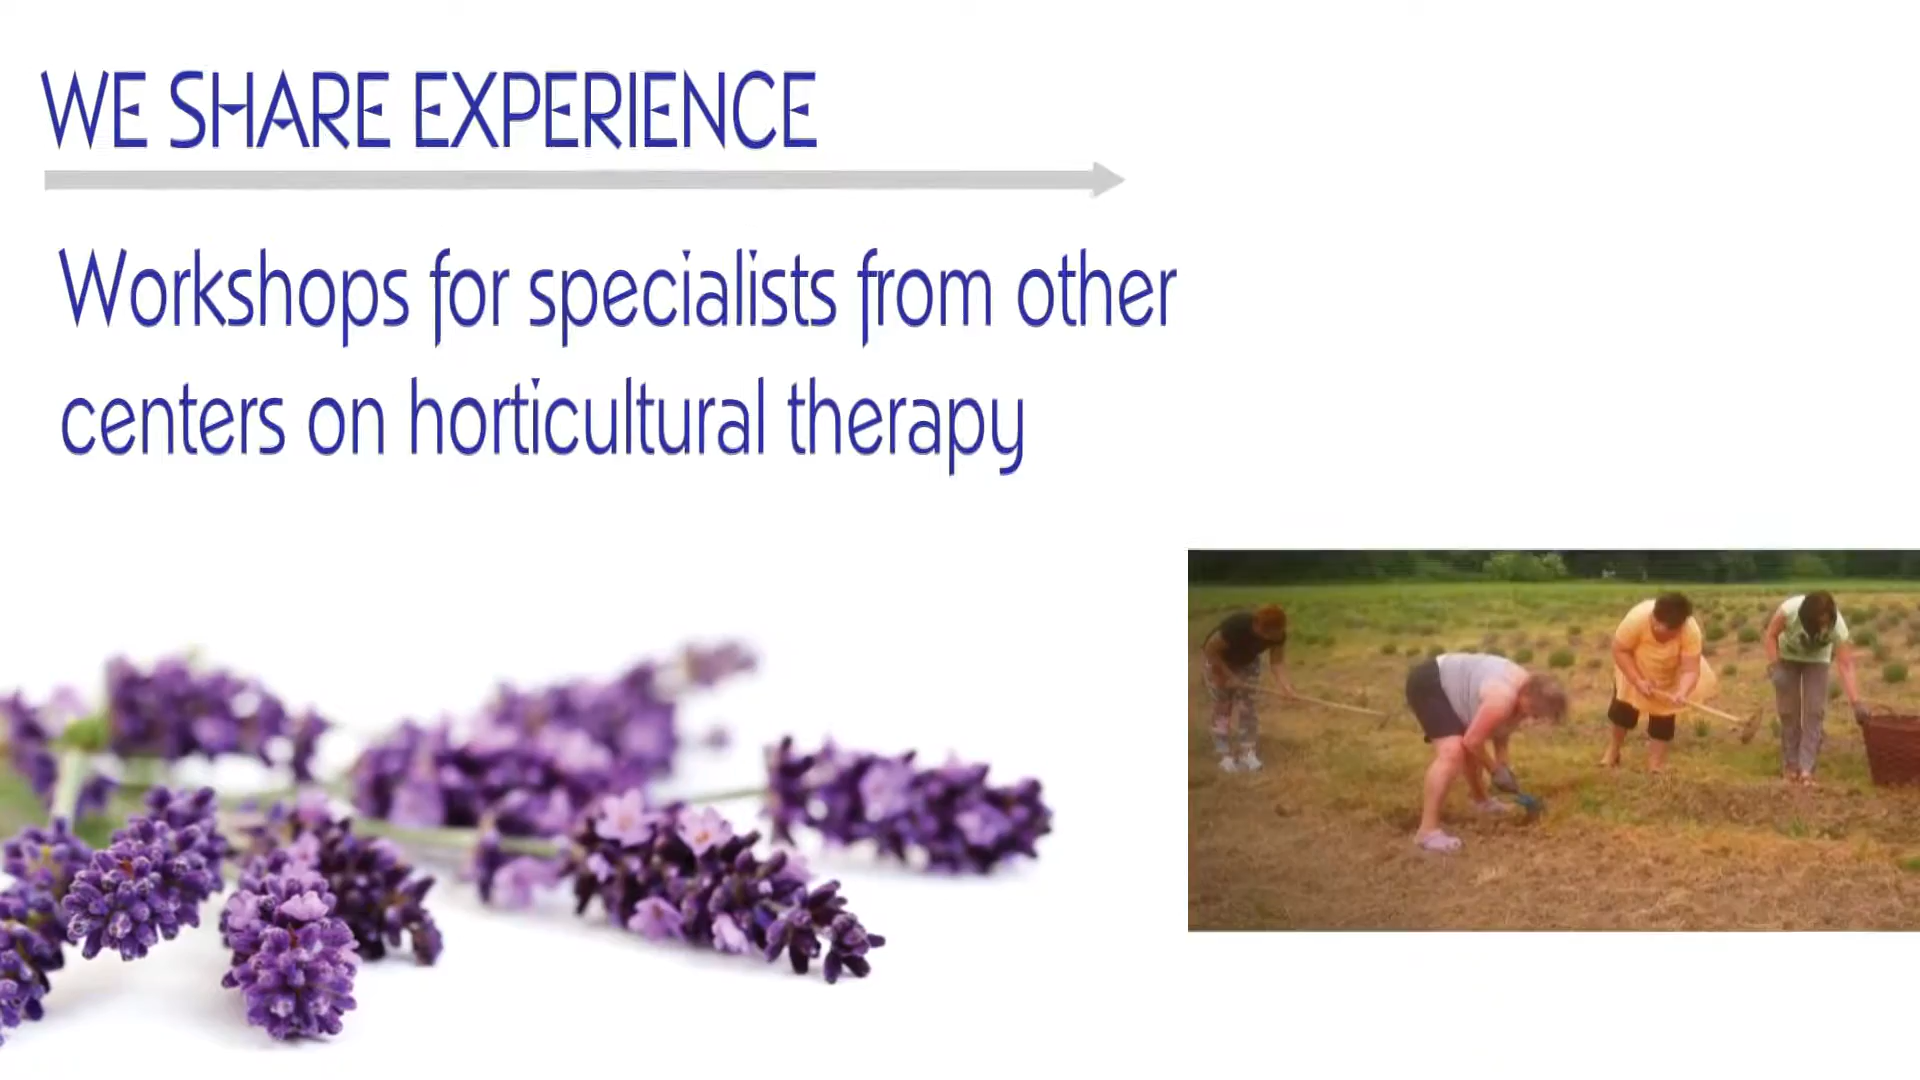 WE SHARE EXPERIENCE
Workshops for specialists from other
centers on horticultural therapy